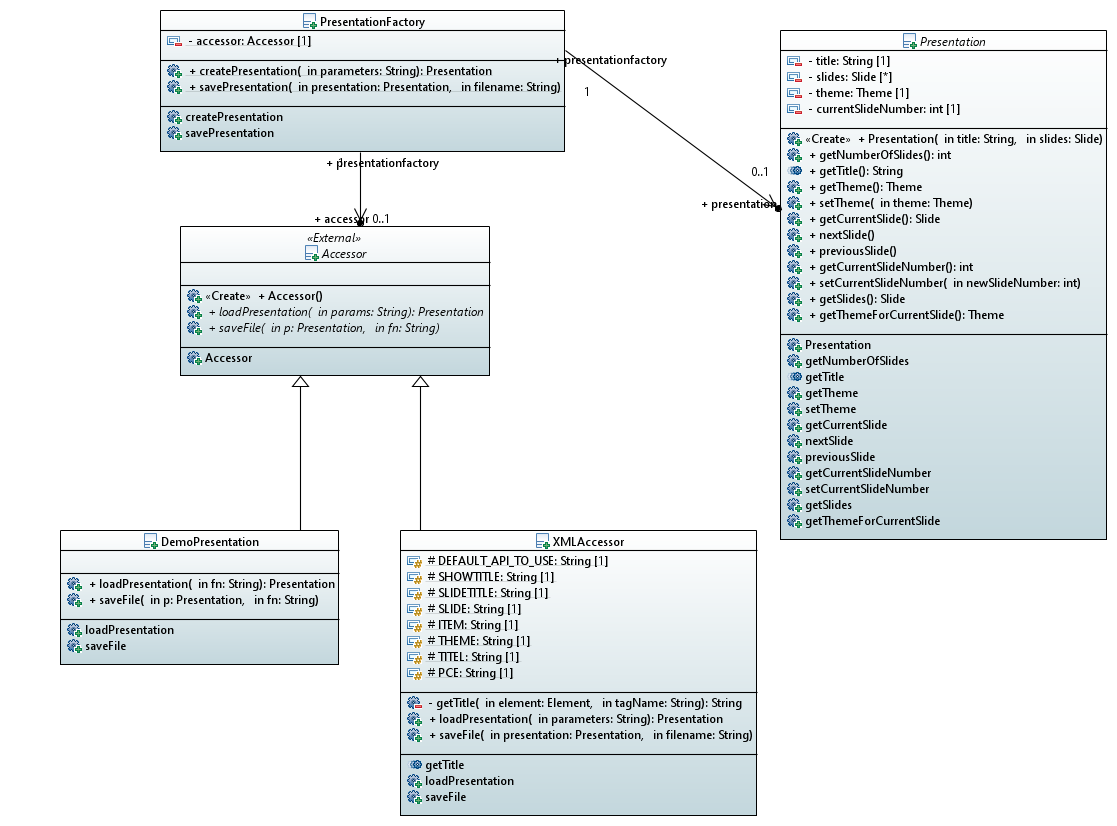 PresentationFactory
- accessor: Accessor [1]
+ createPresentation( in parameters: String): Presentation
+ savePresentation( in presentation: Presentation, in filename: String)
createPresentation
savePresentation
+ presentationfactory
1
0..1
+ presentation
+ presentationfactory
1
+ accessor 0..1
Presentation
- title: String [1]
- slides: Slide [*]
- theme: Theme [1]
- currentSlideNumber: int [1]
«Create» + Presentation( in title: String, in slides: Slide)
+ getNumberOfSlides(): int
+ getTitle(): String
+ getTheme(): Theme
+ setTheme( in theme: Theme)
+ getCurrentSlide(): Slide
+ nextSlide()
+ previousSlide()
+ getCurrentSlideNumber(): int
+ setCurrentSlideNumber( in newSlideNumber: int)
+ getSlides(): Slide
+ getThemeForCurrentSlide(): Theme
Presentation
getNumberOfSlides
getTitle
getTheme
setTheme
getCurrentSlide
nextSlide
previousSlide
getCurrentSlideNumber
setCurrentSlideNumber
getSlides
getThemeForCurrentSlide
«External»
Accessor
«Create» + Accessor()
+ loadPresentation( in params: String): Presentation
+ saveFile( in p: Presentation, in fn: String)
Accessor
DemoPresentation
+ loadPresentation( in fn: String): Presentation
+ saveFile( in p: Presentation, in fn: String)
loadPresentation
saveFile
XMLAccessor
# DEFAULT_API_TO_USE: String [1]
# SHOWTITLE: String [1]
# SLIDETITLE: String [1]
# SLIDE: String [1]
# ITEM: String [1]
# THEME: String [1]
# TITEL: String [1]
# PCE: String [1]
- getTitle( in element: Element, in tagName: String): String
+ loadPresentation( in parameters: String): Presentation
+ saveFile( in presentation: Presentation, in filename: String)
getTitle
loadPresentation
saveFile